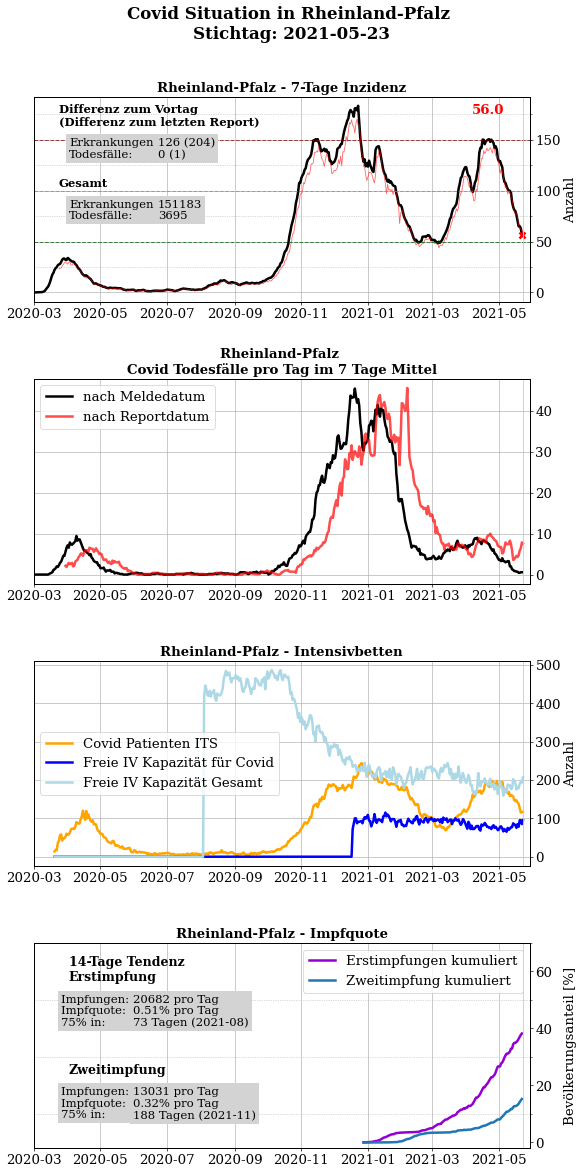 Covid Situation in Rheinland-Pfalz
Stichtag: 2021-05-23
Rheinland-Pfalz - 7-Tage Inzidenz
Differenz zum Vortag
(Differenz zum letzten Report)
Erkrankungen 126 (204)
Todesfälle: 0 (1)
Gesamt
Erkrankungen 151183
Todesfälle: 3695
56.0
150
100
50
0
Anzahl
2020-03 2020-05 2020-07 2020-09 2020-11 2021-01 2021-03 2021-05
Rheinland-Pfalz
Covid Todesfälle pro Tag im 7 Tage Mittel
nach Meldedatum
nach Reportdatum
40
30
20
10
0
2020-03 2020-05 2020-07 2020-09 2020-11 2021-01 2021-03 2021-05
Rheinland-Pfalz - Intensivbetten
Covid Patienten ITS
Freie IV Kapazität für Covid
Freie IV Kapazität Gesamt
500
400
300
200
100
0
Anzahl
2020-03 2020-05 2020-07 2020-09 2020-11 2021-01 2021-03 2021-05
Rheinland-Pfalz - Impfquote
14-Tage Tendenz
Erstimpfung
Impfungen: 20682 pro Tag
Impfquote: 0.51% pro Tag
75% in: 73 Tagen (2021-08)
Zweitimpfung
Impfungen: 13031 pro Tag
Impfquote: 0.32% pro Tag
75% in: 188 Tagen (2021-11)
Erstimpfungen kumuliert
Zweitimpfung kumuliert
60
40
20
0
Bevölkerungsanteil [%]
2020-03 2020-05 2020-07 2020-09 2020-11 2021-01 2021-03 2021-05